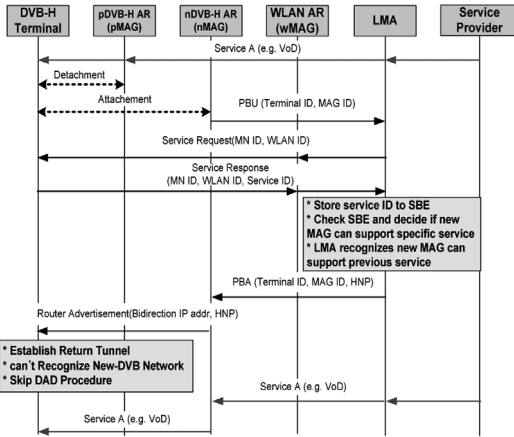 DVB-H
Terminal
pDVB-H AR
(pMAG)
nDVB-H AR
(nMAG)
WLAN AR
(wMAG)
LMA
Service
Provider
Service A (e.g. VoD)
Detachment
Attachement
PBU (Terminal ID, MAG ID)
Service Request(MN ID, WLAN ID)
Service Response
(MN ID, WLAN ID, Service ID)
* Store service ID to SBE
* Check SBE and decide if new
MAG can support specific service
* LMA recognizes new MAG can
support previous service
PBA (Terminal ID, MAG ID, HNP)
Router Advertisement(Bidirection IP addr, HNP)
* Establish Return Tunnel
* can't Recognize New-DVB Network
* Skip DAD Procedure
Service A (e.g. VoD)
Service A (e.g. VoD)